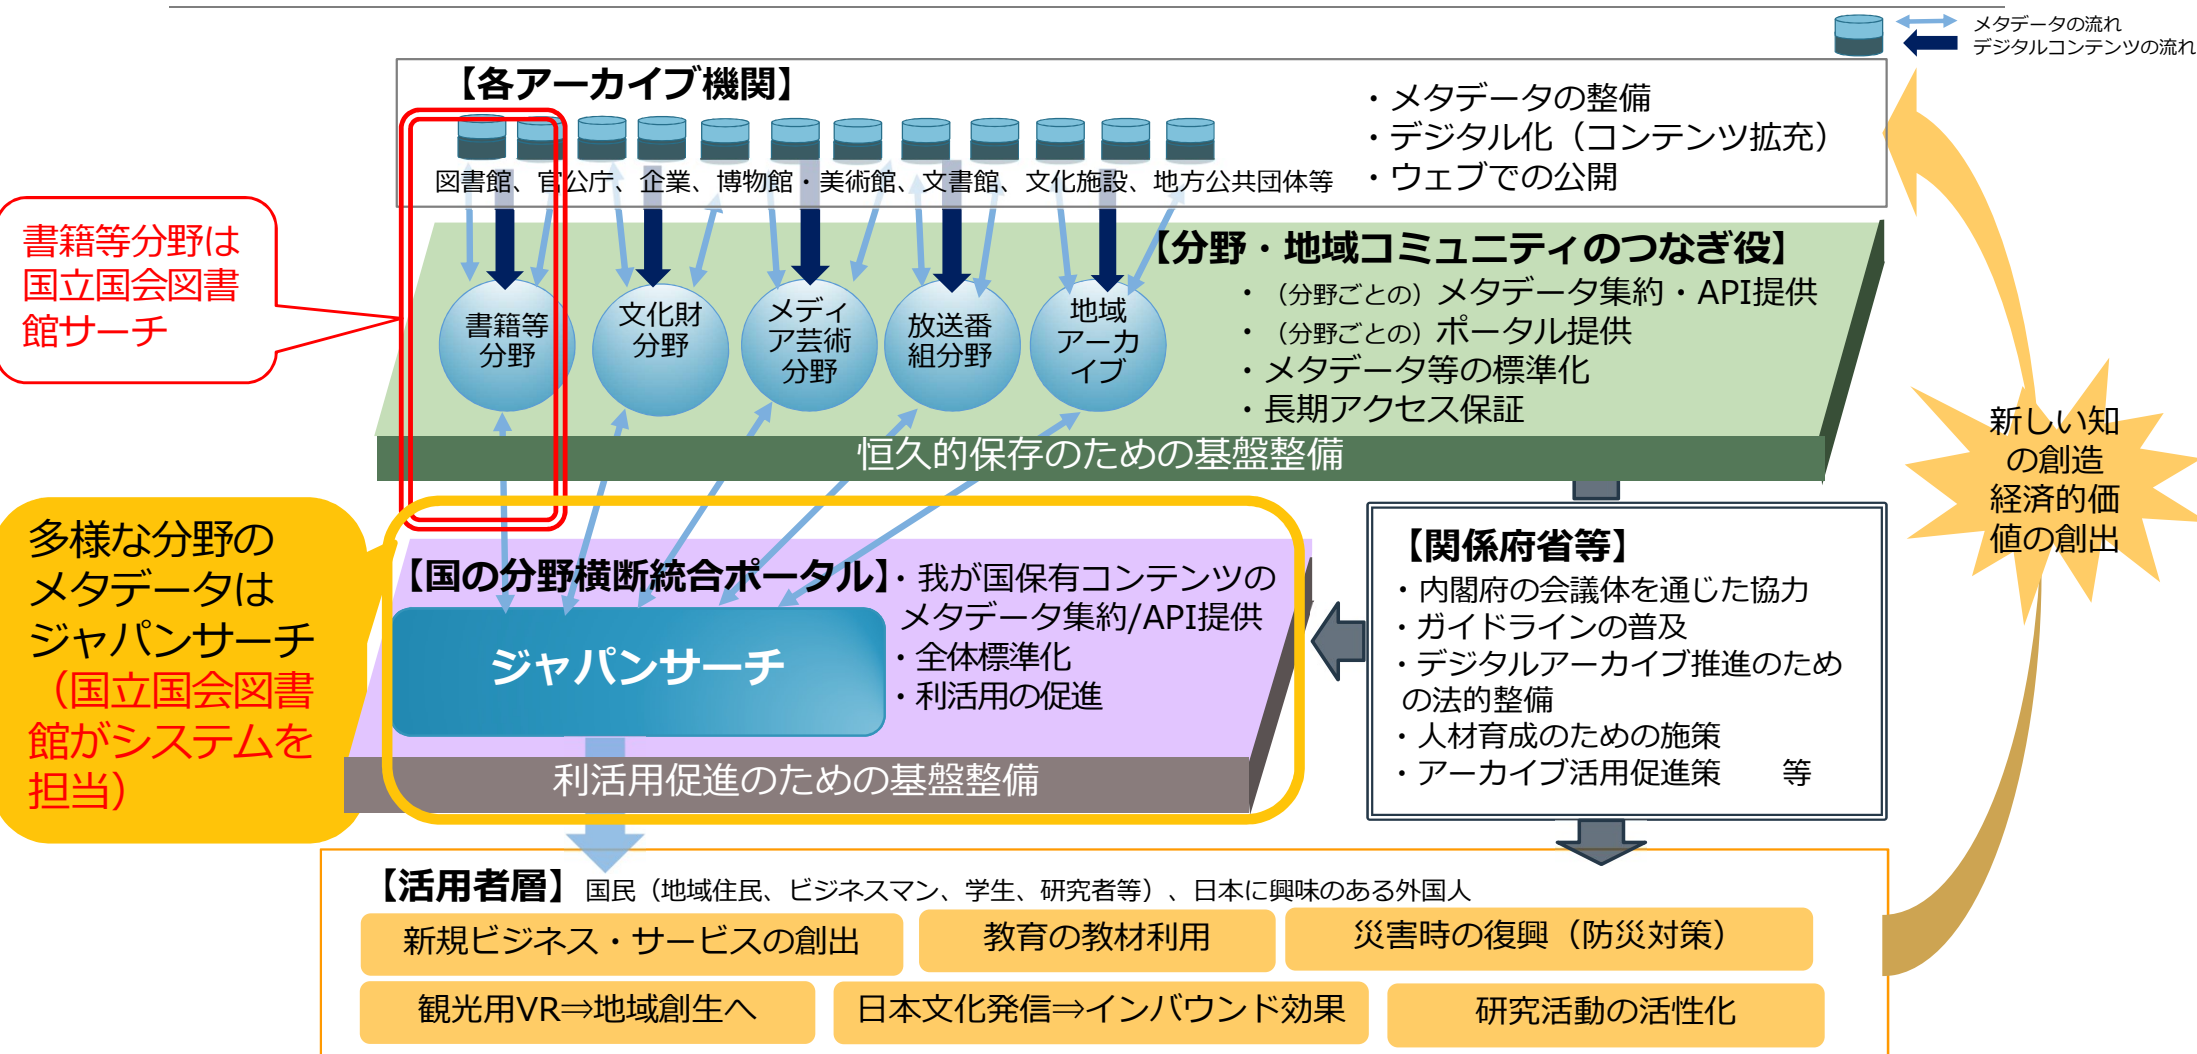 メタデータの流れ
デジタルコンテンツの流れ
【各アーカイブ機関】
・メタデータの整備
・デジタル化（コンテンツ拡充）
・ウェブでの公開
図書館、官公庁、企業、博物館・美術館、文書館、文化施設、地方公共団体等
書籍等分野は
国立国会図書
館サーチ
【分野・地域コミュニティのつなぎ役】
・（分野ごとの）メタデータ集約・API提供
・（分野ごとの）ポータル提供
・メタデータ等の標準化
・長期アクセス保証
書籍等
分野
文化財
分野
メディ
ア芸術
分野
放送番
組分野
地域
アーカ
イブ
恒久的保存のための基盤整備
新しい知
の創造
経済的価
値の創出
多様な分野の
メタデータは
ジャパンサーチ
（国立国会図書
館がシステムを
担当）
【国の分野横断統合ポータル】
・我が国保有コンテンツの
メタデータ集約/API提供
・全体標準化
・利活用の促進
ジャパンサーチ
利活用促進のための基盤整備
【関係府省等】
・内閣府の会議体を通じた協力
・ガイドラインの普及
・デジタルアーカイブ推進のため
の法的整備
・人材育成のための施策
・アーカイブ活用促進策　　等
【活用者層】国民（地域住民、ビジネスマン、学生、研究者等）、日本に興味のある外国人
新規ビジネス・サービスの創出
教育の教材利用
災害時の復興（防災対策）
観光用VR⇒地域創生へ
日本文化発信⇒インバウンド効果
研究活動の活性化